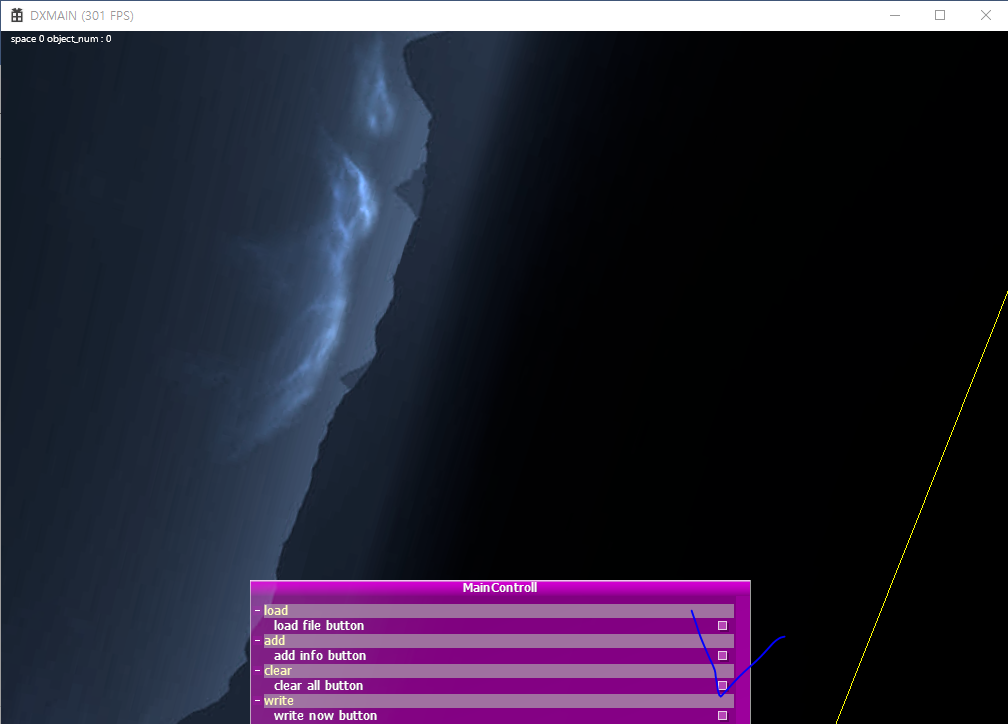 DXMAIN (301 FPS)
space 0 object_num : 0
MainControll
- load
load file button
- add
add info button
- clear
clear all button
- write
write now button